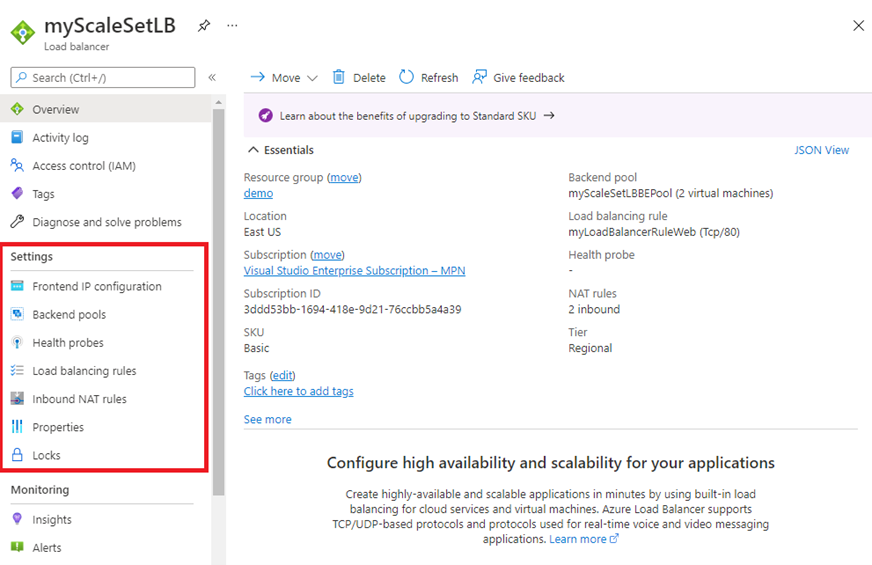 myScaleSetLB
Load balancer
Search (Ctrl+/)
Overview
Activity log
Access control (IAM)
Tags
Diagnose and solve problems
Settings
Frontend IP configuration
Backend pools
Health probes
Load balancing rules
Inbound NAT rules
Properties
Locks
Monitoring
Insights
Alerts
Move
Delete
Refresh
Give feedback
Learn about the benefits of upgrading to Standard SKU
Essentials
JSON View
Resource group (move)
demo
Location
East US
Subscription (move)
Visual Studio Enterprise Subscription – MPN
Subscription ID
3ddd53bb-1694-418e-9d21-76ccbb5a4a39
SKU
Basic
Tags (edit)
Click here to add tags
See more
Backend pool
myScaleSetLBBEPool (2 virtual machines)
Load balancing rule
myLoadBalancerRuleWeb (Tcp/80)
Health probe
-
NAT rules
2 inbound
Tier
Regional
Configure high availability and scalability for your applications
Create highly-available and scalable applications in minutes by using built-in load
balancing for cloud services and virtual machines. Azure Load Balancer supports
TCP/UDP-based protocols and protocols used for real-time voice and video messaging
applications. Learn more